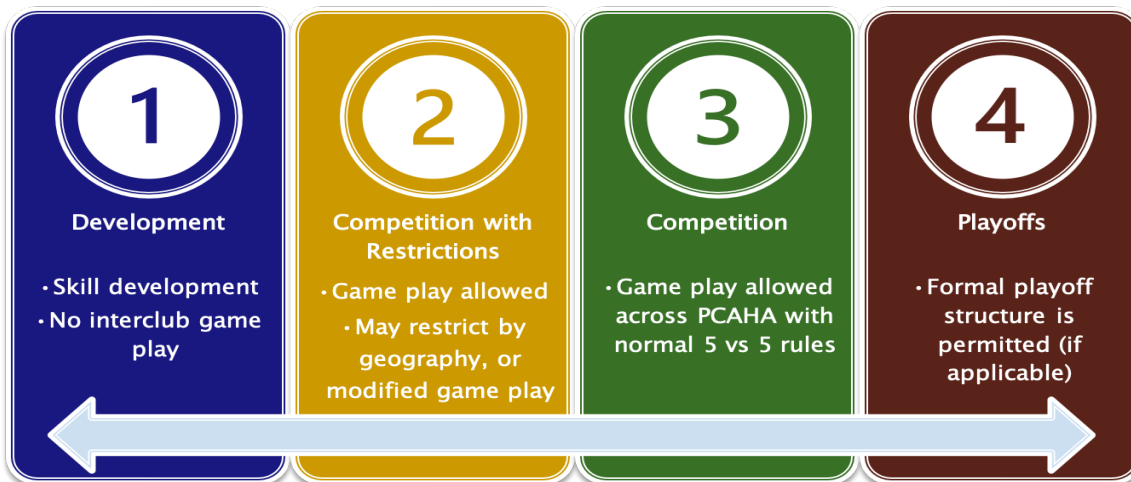 1
Development
• Skill development
• No interclub game
play
2
Competition with
Restrictions
• Game play allowed
• May restrict by
geography, or
modified game play
3
Competition
• Game play allowed
across PCAHA with
normal 5 vs 5 rules
4
Playoffs
• Formal playoff
structure is
permitted (if
applicable)